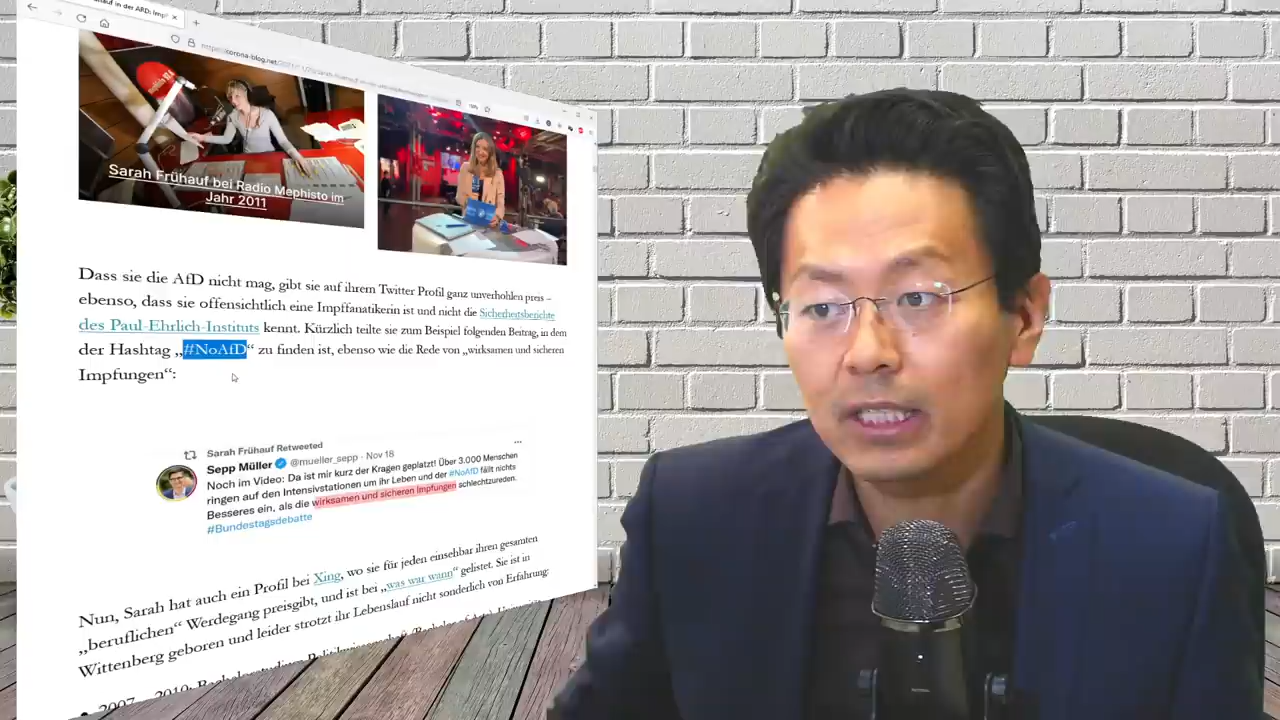 Sarah Frühauf bei Radio Mephisto im
Jahr 2011
Dass sie die AfD nicht mag, gibt sie auf ihrem Twitter Profil ganz unverhohlen preis –
ebenso, dass sie offensichtlich eine Impffanatikerin ist und nicht die Sicherheitsberichte
des Paul-Ehrlich-Instituts kennt. Kürzlich teilte sie zum Beispiel folgenden Beitrag, in dem
der Hashtag „#NoAfD“ zu finden ist, ebenso wie die Rede von „wirksamen und sicheren
Impfungen“:
Sarah Frühauf Retweeted
Sepp Müller @mueller_sepp · Nov 18
Noch im Video: Da ist mir kurz der Kragen geplatzt! Über 3.000 Menschen
ringen auf den Intensivstationen um ihr Leben und der #NoAfD fällt nichts
Besseres ein, als die wirksamen und sicheren Impfungen schlechtzureden.
#Bundestagsdebatte
Nun, Sarah hat auch ein Profil bei Xing, wo sie für jeden einsehbar ihren gesamten
„beruflichen“ Werdegang preisgibt, und ist bei „was war wann“ gelistet. Sie ist in
Wittenberg geboren und leider strotzt ihr Lebenslauf nicht sonderlich von Erfahrung: